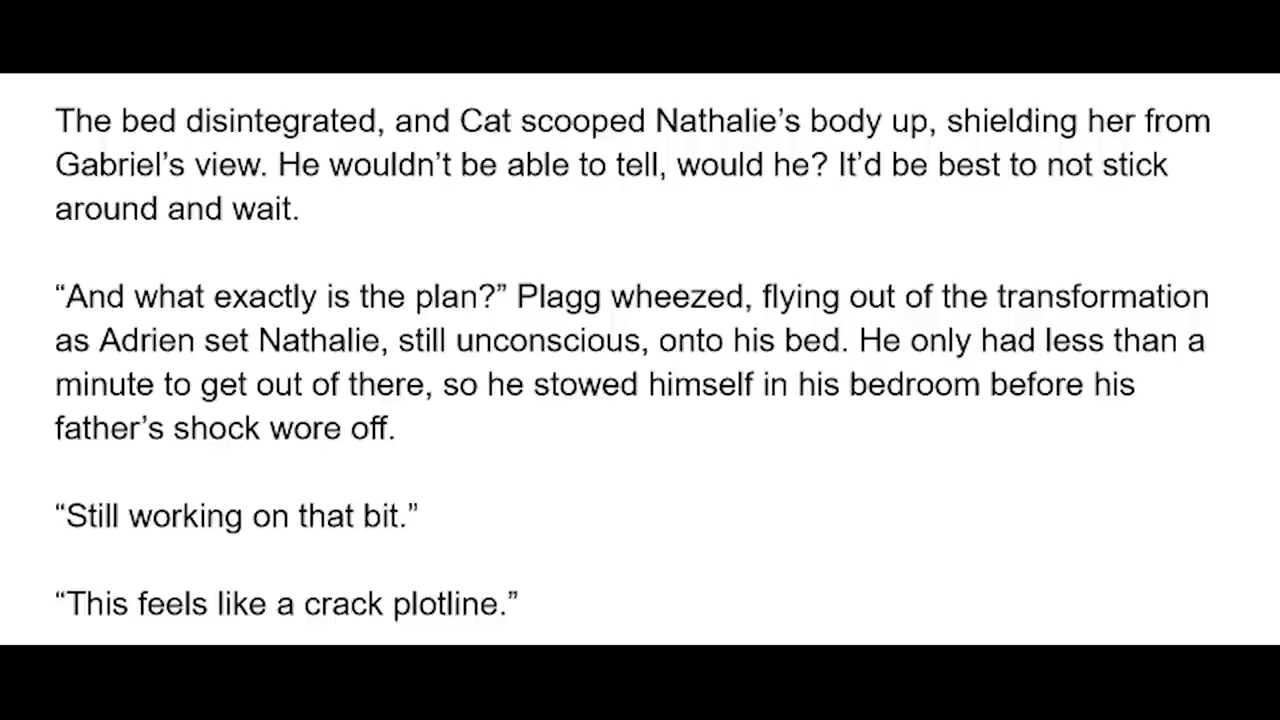 The bed disintegrated, and Cat scooped Nathalie’s body up, shielding her from
Gabriel’s view. He wouldn’t be able to tell, would he? It’d be best to not stick
around and wait.
“And what exactly is the plan?” Plagg wheezed, flying out of the transformation
as Adrien set Nathalie, still unconscious, onto his bed. He only had less than a
minute to get out of there, so he stowed himself in his bedroom before his
father’s shock wore off.
“Still working on that bit.”
“This feels like a crack plotline.”